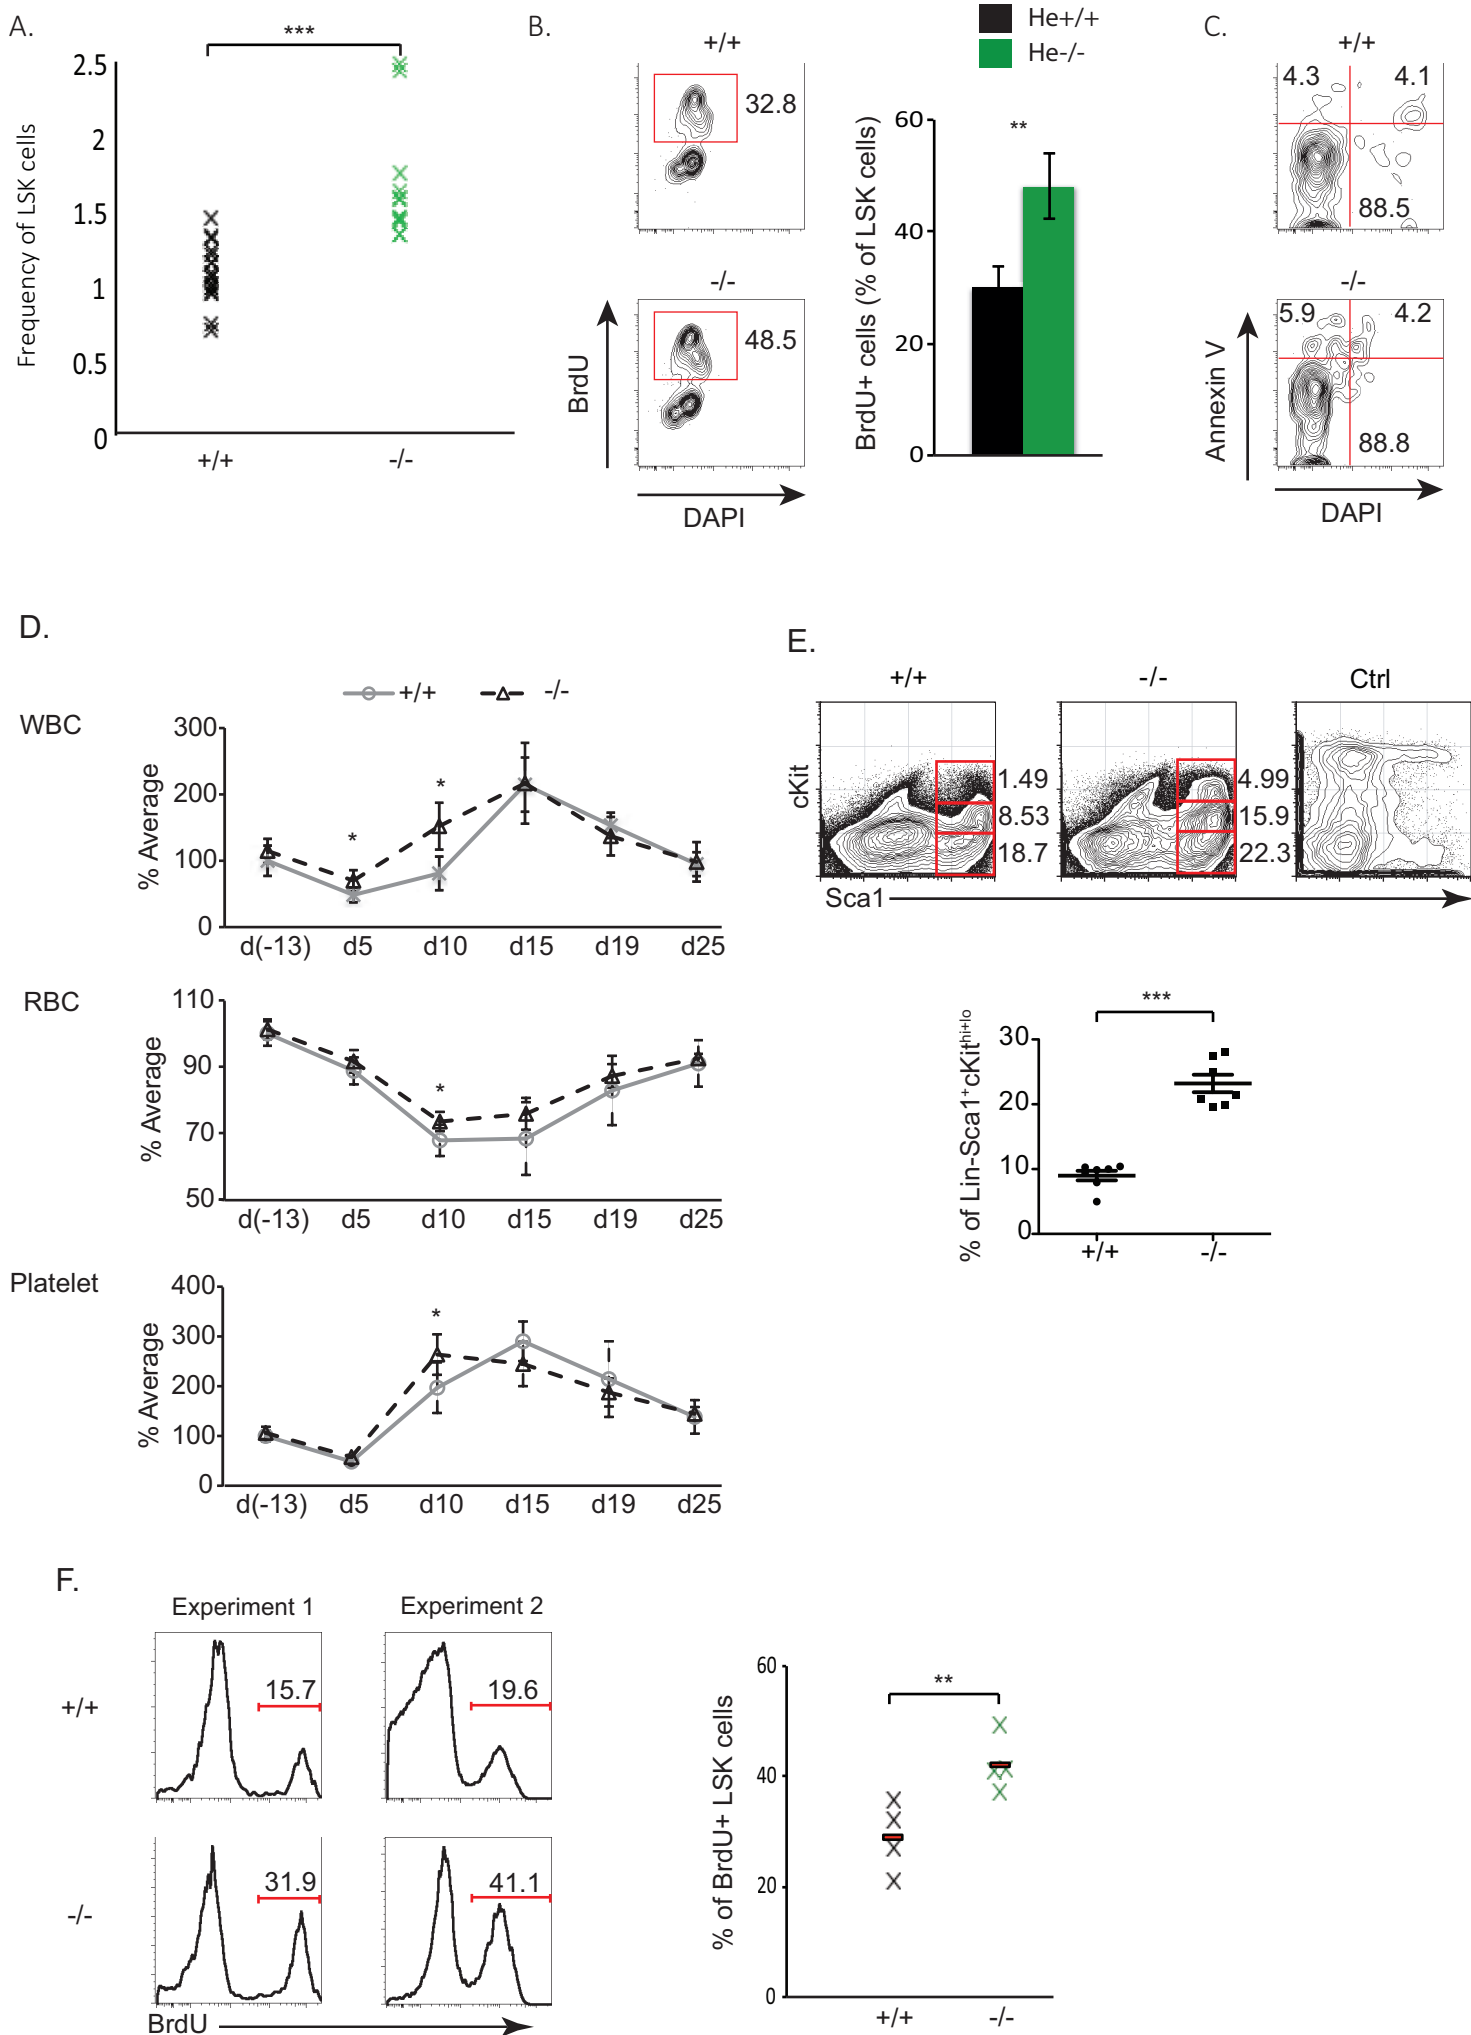 A.
***
Frequency of LSK cells
2.5
2
1.5
1
0.5
0
+/+
-/-
B.
+/+
32.8
-/-
48.5
BrdU
DAPI
He+/+
He-/-
BrdU+ cells (% of LSK cells)
60
40
20
0
**
C.
+/+
4.3
4.1
88.5
-/-
5.9
4.2
88.8
Annexin V
DAPI
D.
+/+
-/-
WBC
% Average
300
200
100
0
*
*
d(-13)
d5
d10
d15
d19
d25
RBC
% Average
110
90
70
50
*
d(-13)
d5
d10
d15
d19
d25
Platelet
% Average
400
300
200
100
0
*
d(-13)
d5
d10
d15
d19
d25
E.
+/+
-/-
Ctrl
cKit
1.49
8.53
18.7
4.99
15.9
22.3
Sca1
% of Lin-Sca1+cKithi+lo
30
20
10
0
***
+/+
-/-
F.
Experiment 1
Experiment 2
+/+
15.7
19.6
-/-
31.9
41.1
BrdU
% of BrdU+ LSK cells
60
40
20
0
**
+/+
-/-